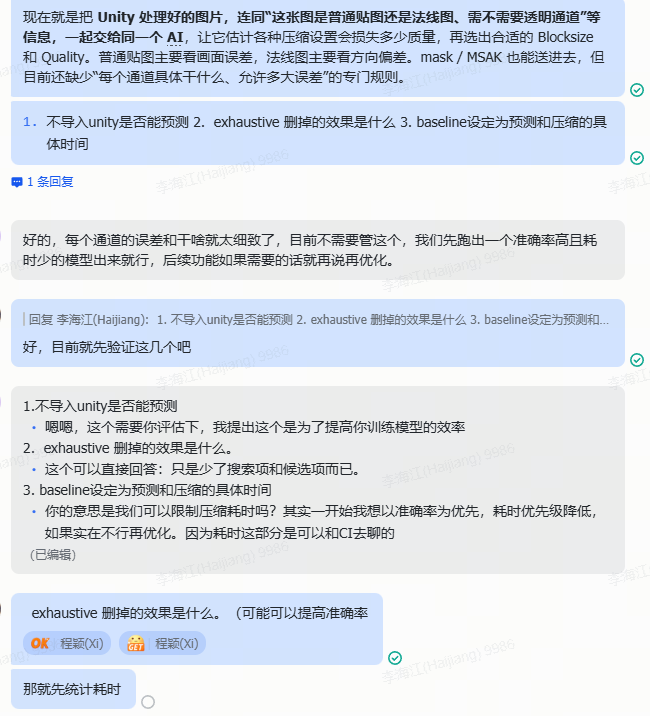 现在就是把 Unity 处理好的图片，连同“这张图是普通贴图还是法线图、需不需要透明通道”等
信息，一起交给同一个 AI，让它估计各种压缩设置会损失多少质量，再选出合适的 Blocksize
和 Quality。普通贴图主要看画面误差，法线图主要看方向偏差。mask / MSAK 也能送进去，但
目前还缺少“每个通道具体干什么、允许多大误差”的专门规则。
1. 不导入unity是否能预测 2. exhaustive 删掉的效果是什么 3. baseline设定为预测和压缩的具
体时间
1 条回复
好的，每个通道的误差和干啥就太细致了，目前不需要管这个，我们先跑出一个准确率高且耗
时少的模型出来就行，后续功能如果需要的话就再说再优化。
回复 李海江(Haijiang)： 1. 不导入unity是否能预测 2. exhaustive 删掉的效果是什么 3. baseline设定为预测和...
好，目前就先验证这几个吧
1.不导入unity是否能预测
• 嗯嗯，这个需要你评估下，我提出这个是为了提高你训练模型的效率
2. exhaustive 删掉的效果是什么。
• 这个可以直接回答：只是少了搜索项和候选项而已。
3. baseline设定为预测和压缩的具体时间
• 你的意思是我们可以限制压缩耗时吗？其实一开始我想以准确率为优先，耗时优先级降低，
如果实在不行再优化。因为耗时这部分是可以和CI去聊的
（已编辑）
exhaustive 删掉的效果是什么。（可能可以提高准确率
OK 程颖(Xi) GET 程颖(Xi)
那就先统计耗时
李海江(Haijiang) 9986